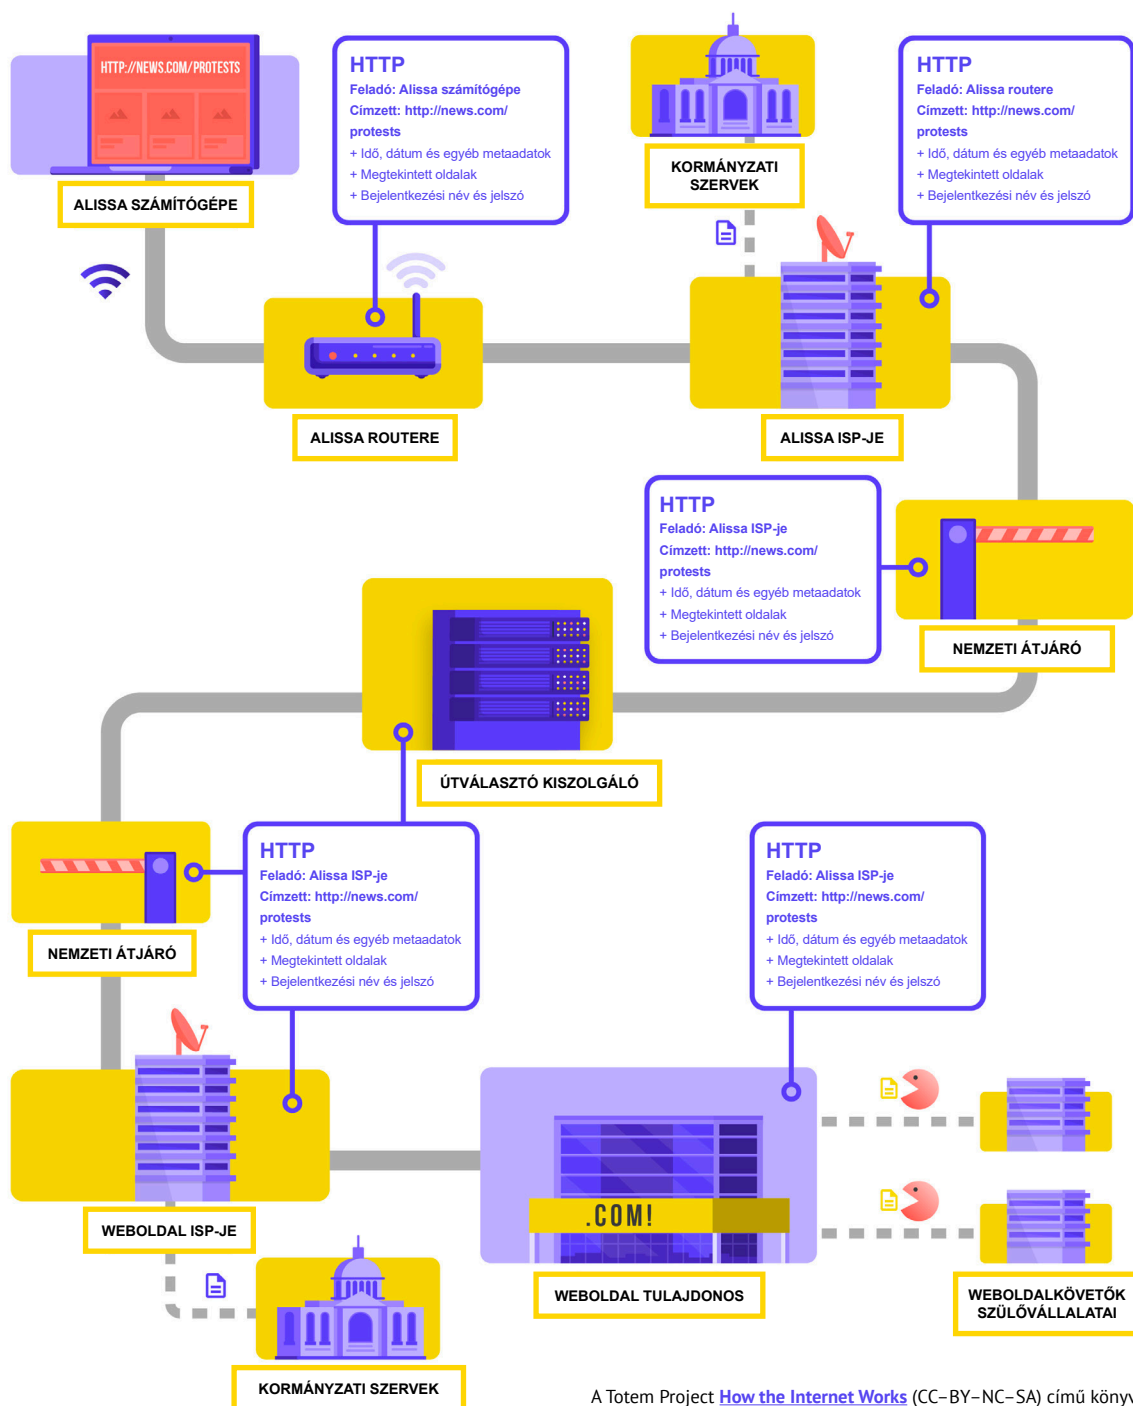 HTTP://NEWS.COM/PROTESTS
ALISSA SZÁMÍTÓGÉPE
HTTP
Feladó: Alissa számítógépe
Címzett: http://news.com/
protests
+ Idő, dátum és egyéb metaadatok
+ Megtekintett oldalak
+ Bejelentkezési név és jelszó
KORMÁNYZATI
SZERVEK
HTTP
Feladó: Alissa routere
Címzett: http://news.com/
protests
+ Idő, dátum és egyéb metaadatok
+ Megtekintett oldalak
+ Bejelentkezési név és jelszó
ALISSA ROUTERE
ALISSA ISP-JE
HTTP
Feladó: Alissa ISP-je
Címzett: http://news.com/
protests
+ Idő, dátum és egyéb metaadatok
+ Megtekintett oldalak
+ Bejelentkezési név és jelszó
NEMZETI ÁTJÁRÓ
ÚTVÁLASZTÓ KISZOLGÁLÓ
NEMZETI ÁTJÁRÓ
HTTP
Feladó: Alissa ISP-je
Címzett: http://news.com/
protests
+ Idő, dátum és egyéb metaadatok
+ Megtekintett oldalak
+ Bejelentkezési név és jelszó
HTTP
Feladó: Alissa ISP-je
Címzett: http://news.com/
protests
+ Idő, dátum és egyéb metaadatok
+ Megtekintett oldalak
+ Bejelentkezési név és jelszó
WEBOLDAL ISP-JE
.COM!
WEBOLDAL TULAJDONOS
WEBOLDALKÖVETŐK
SZÜLŐVÁLLALATAI
KORMÁNYZATI SZERVEK
A Totem Project How the Internet Works (CC–BY–NC–SA) című könyv